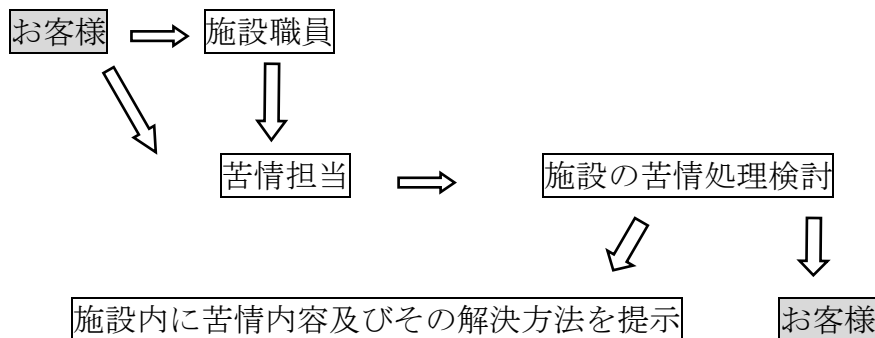 お客様
施設職員
苦情担当
施設の苦情処理検討
施設内に苦情内容及びその解決方法を提示
お客様